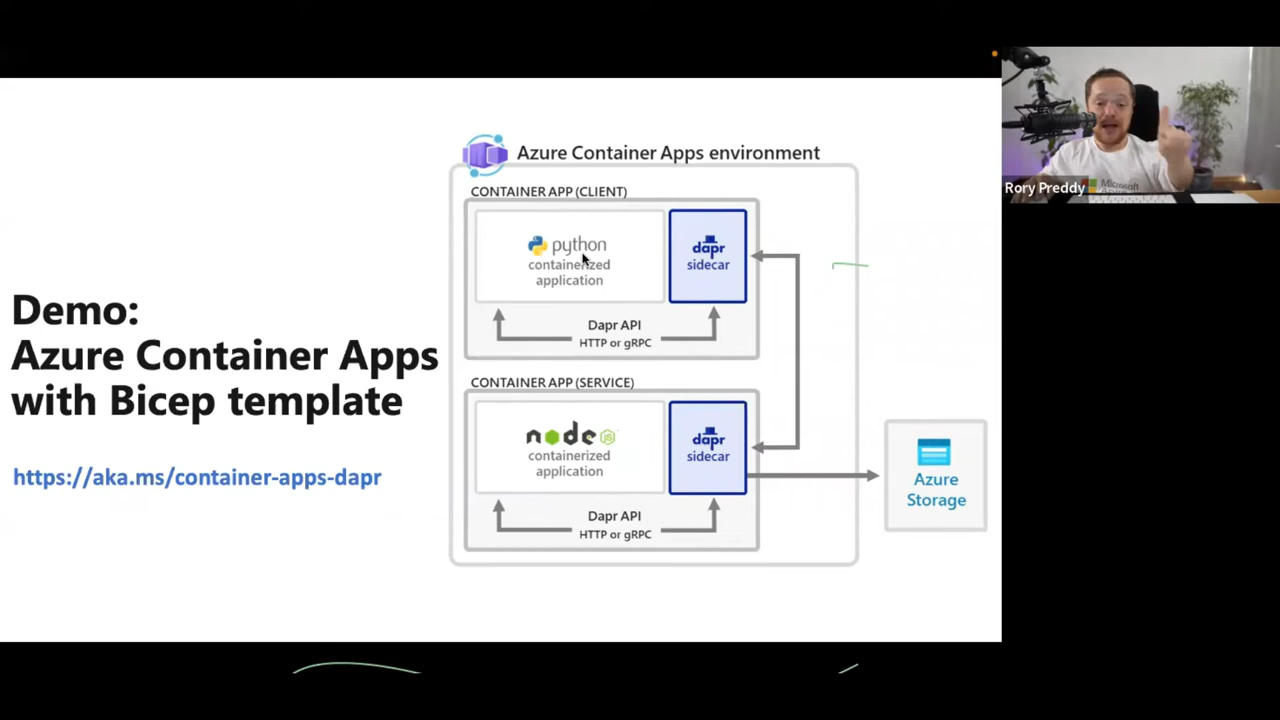 Azure Container Apps environment
CONTAINER APP (CLIENT)
python
containerized
application
dapr
sidecar
Dapr API
HTTP or gRPC
Demo:
Azure Container Apps
with Bicep template
https://aka.ms/container-apps-dapr
CONTAINER APP (SERVICE)
node JS
containerized
application
dapr
sidecar
Dapr API
HTTP or gRPC
Azure
Storage
Rory Preddy
Microsoft